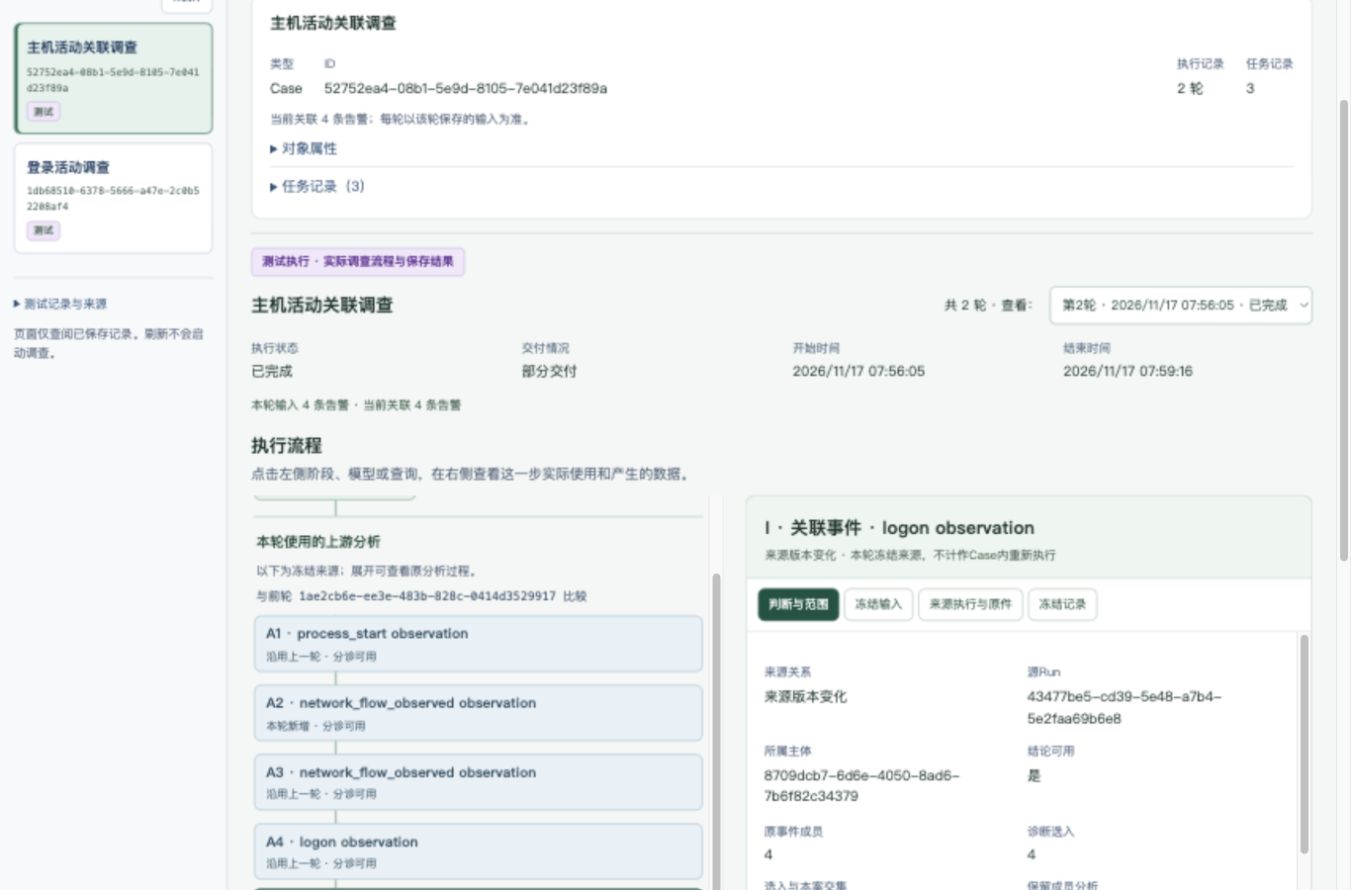 主机活动关联调查
52752ea4-08b1-5e9d-8105-7e041
d23f89a
测试
登录活动调查
1db68510-6378-5666-a47e-2c0b5
2208af4
测试
▶ 测试记录与来源
页面仅查阅已保存记录。刷新不会启
动调查。
主机活动关联调查
类型 ID 执行记录 任务记录
Case 52752ea4-08b1-5e9d-8105-7e041d23f89a 2 轮 3
当前关联 4 条告警；每轮以该轮保存的输入为准。
▶ 对象属性
▶ 任务记录（3）
测试执行 · 实际调查流程与保存结果
主机活动关联调查 共 2 轮 · 查看： 第2轮 · 2026/11/17 07:56:05 · 已完成
执行状态 交付情况 开始时间 结束时间
已完成 部分交付 2026/11/17 07:56:05 2026/11/17 07:59:16
本轮输入 4 条告警 · 当前关联 4 条告警
执行流程
点击左侧阶段、模型或查询，在右侧查看这一步实际使用和产生的数据。
本轮使用的上游分析
以下为冻结来源；展开可查看原分析过程。
与前轮 1ae2cb6e-ee3e-483b-828c-0414d3529917 比较
A1 · process_start observation
沿用上一轮 · 分诊可用
A2 · network_flow_observed observation
本轮新增 · 分诊可用
A3 · network_flow_observed observation
沿用上一轮 · 分诊可用
A4 · logon observation
沿用上一轮 · 分诊可用
I · 关联事件 · logon observation
来源版本变化 · 本轮冻结来源，不计作Case内重新执行
判断与范围 冻结输入 来源执行与原件 冻结记录
来源关系 源Run
来源版本变化 43477be5-cd39-5e48-a7b4-
5e2faa69b6e8
所属主体 结论可用
8709dcb7-6d6e-4050-8ad6- 是
7b6f82c34379
原事件成员 诊断选入
4 4
选入与本案交集 保留成员分析